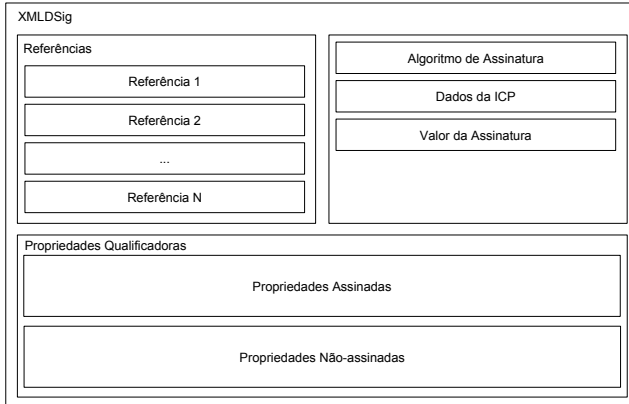 XMLDSig
Referências
Referência 1
Referência 2
...
Referência N
Algoritmo de Assinatura
Dados da ICP
Valor da Assinatura
Propriedades Qualificadoras
Propriedades Assinadas
Propriedades Não-assinadas